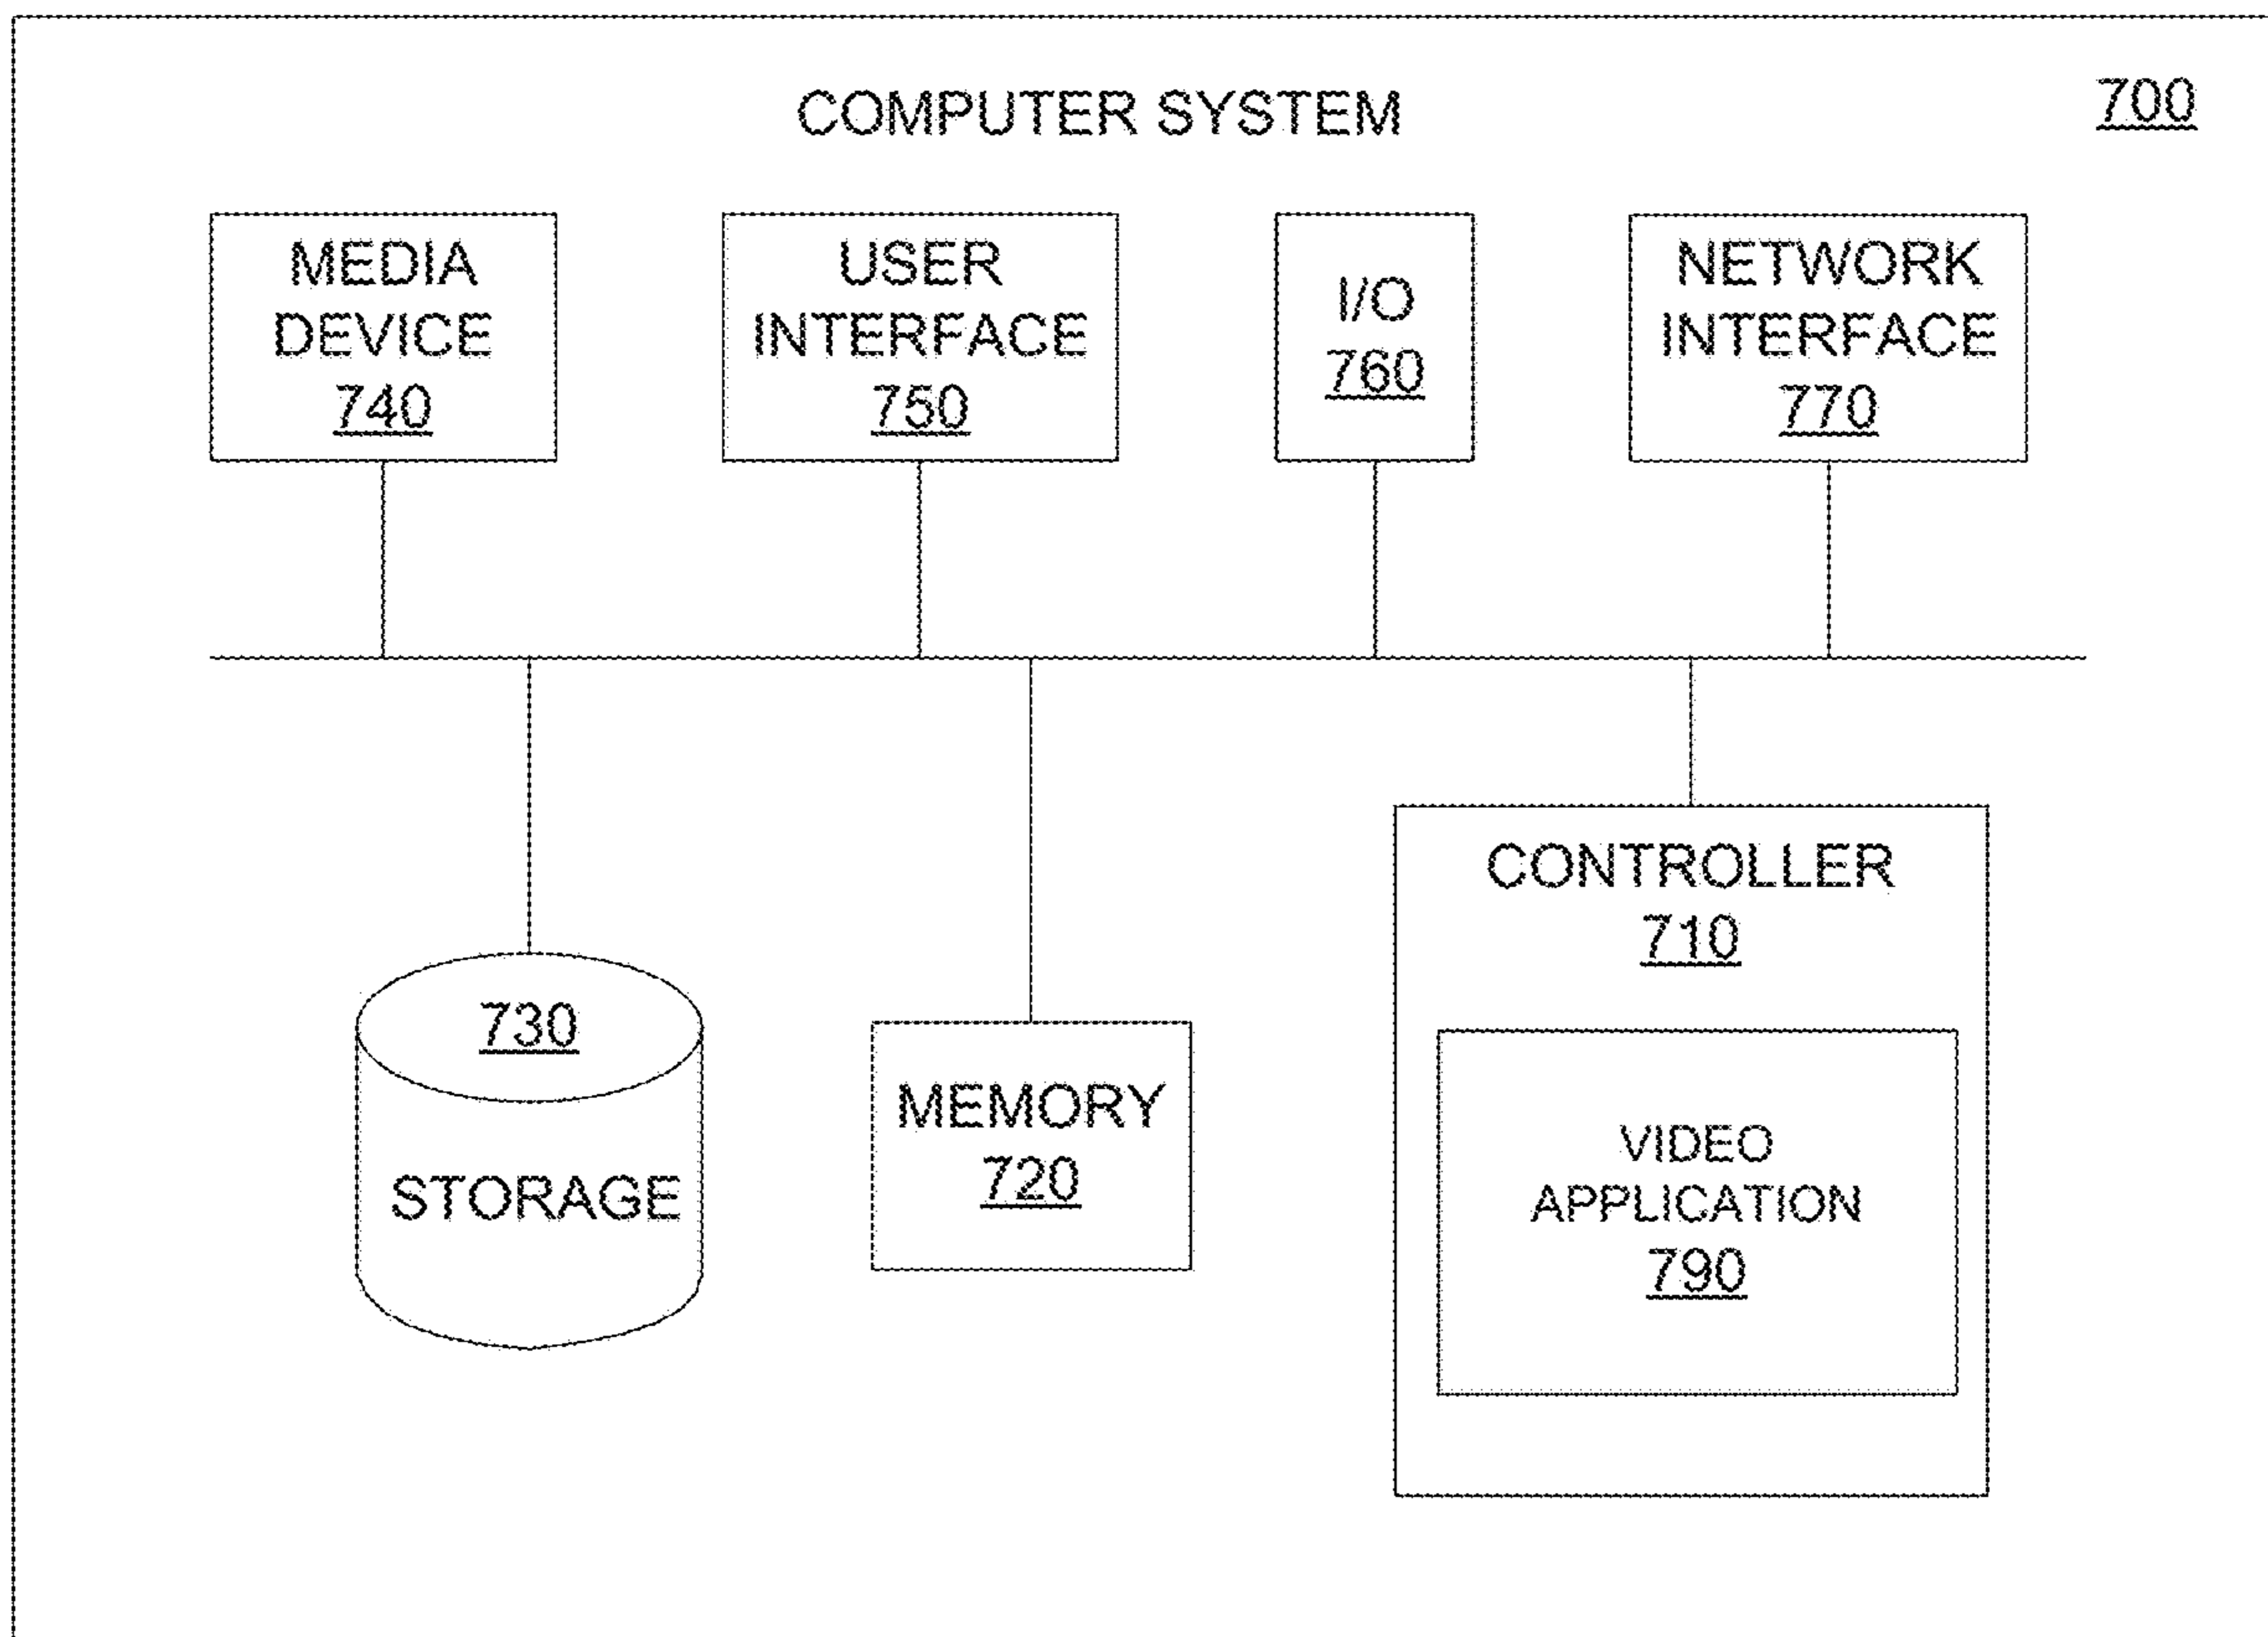 COMPUTER SYSTEM
700
MEDIA
DEVICE
740
USER
INTERFACE
750
I/O
760
NETWORK
INTERFACE
770
730
STORAGE
MEMORY
720
CONTROLLER
710
VIDEO
APPLICATION
790